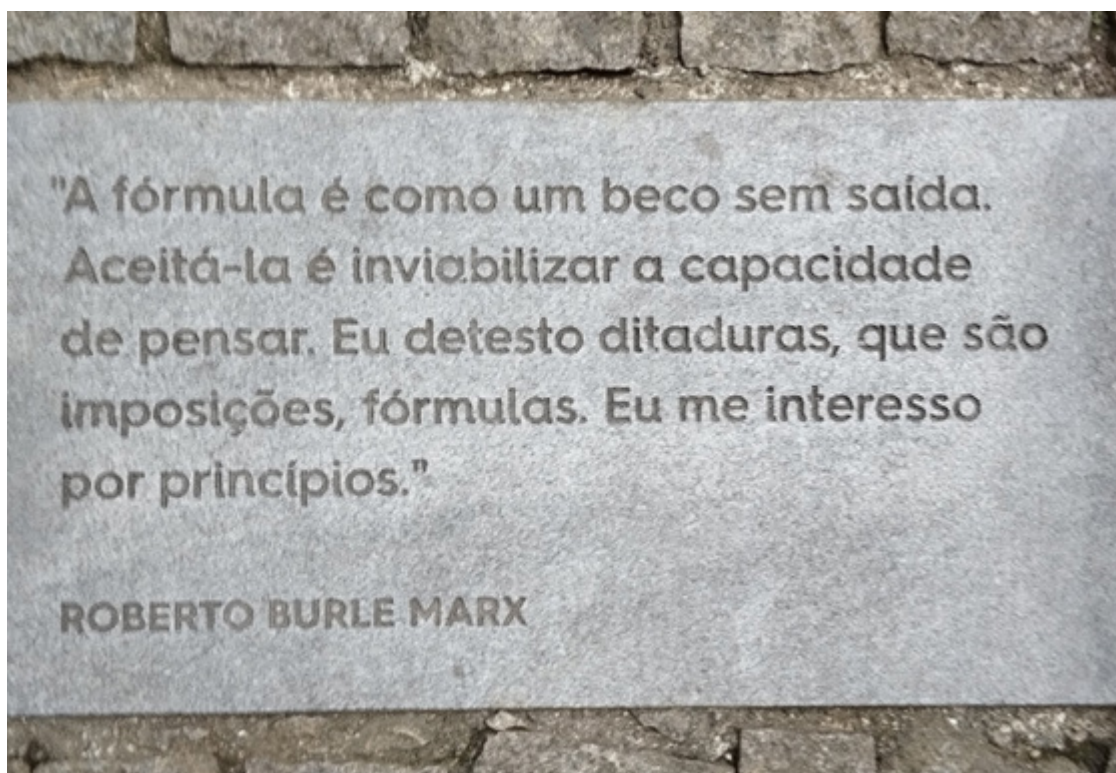 "A fórmula é como um beco sem saída.
Aceitá-la é inviabilizar a capacidade
de pensar. Eu detesto ditaduras, que são
imposições, fórmulas. Eu me interesso
por princípios."
ROBERTO BURLE MARX